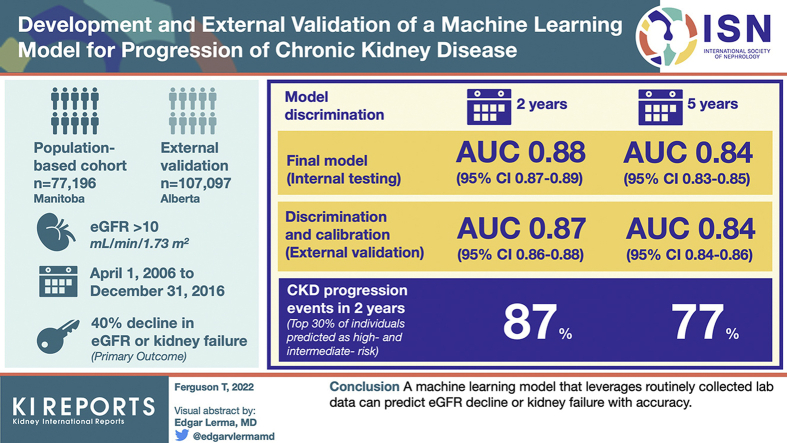 Development and External Validation of a Machine Learning
Model for Progression of Chronic Kidney Disease
ISN
INTERNATIONAL SOCIETY
OF NEPHROLOGY
Population-
based cohort
n=77,196
Manitoba
External
validation
n=107,097
Alberta
eGFR >10
mL/min/1.73 m²
April 1, 2006 to
December 31, 2016
40% decline in
eGFR or kidney failure
(Primary Outcome)
Model
discrimination
2 years
5 years
Final model
(Internal testing)
AUC 0.88
(95% CI 0.87-0.89)
AUC 0.84
(95% CI 0.83-0.85)
Discrimination
and calibration
(External validation)
AUC 0.87
(95% CI 0.86-0.88)
AUC 0.84
(95% CI 0.84-0.86)
CKD progression
events in 2 years
(Top 30% of individuals
predicted as high- and
intermediate- risk)
87%
77%
KI REPORTS
Kidney International Reports
Ferguson T, 2022
Visual abstract by:
Edgar Lerma, MD
@edgarvlermamd
Conclusion A machine learning model that leverages routinely collected lab
data can predict eGFR decline or kidney failure with accuracy.